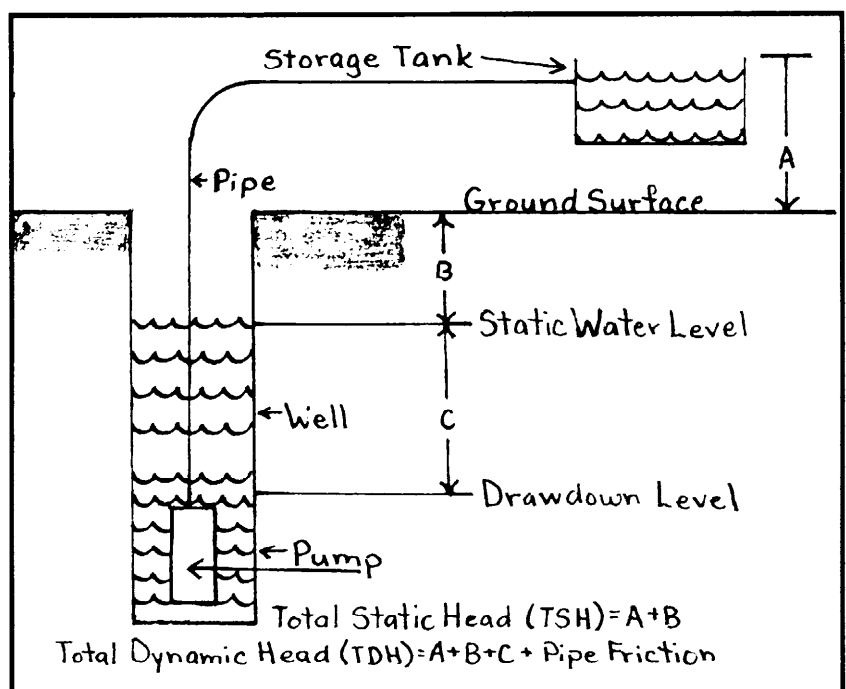 Storage Tank
A
Pipe
Ground Surface
B
Static Water Level
Well
C
Drawdown Level
Pump
Total Static Head (TSH)=A+B
Total Dynamic Head (TDH)=A+B+C + Pipe Friction